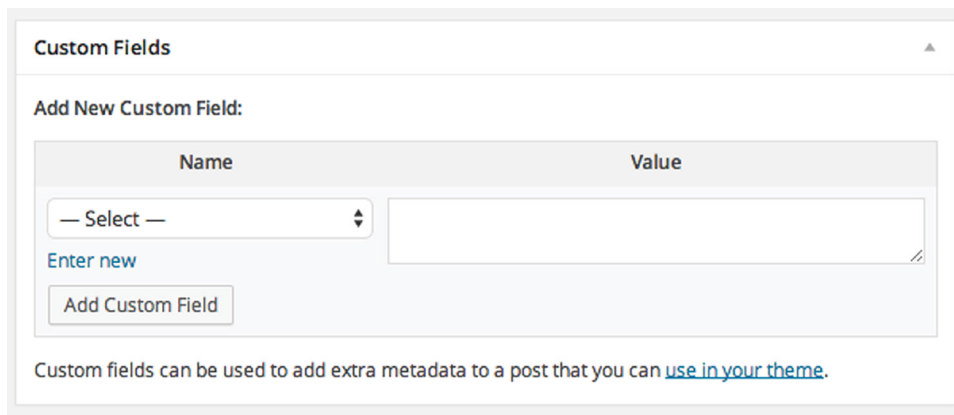 Custom Fields
Add New Custom Field:
Name Value
— Select —
Enter new
Add Custom Field
Custom fields can be used to add extra metadata to a post that you can use in your theme.